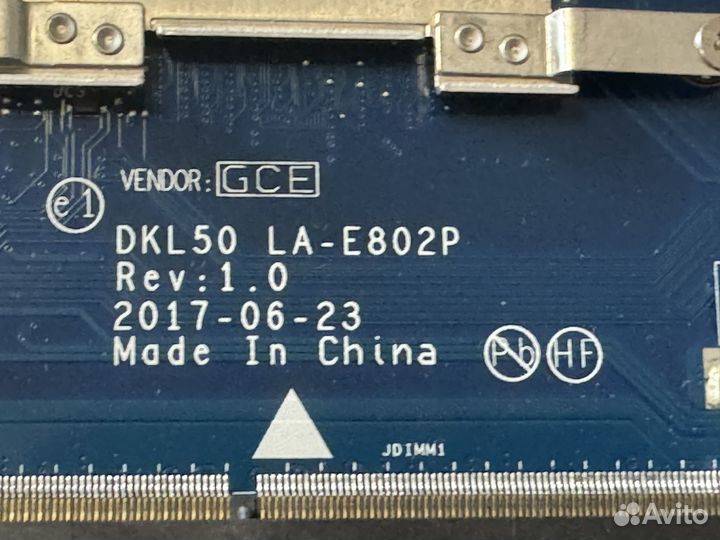 VENDOR: GCE
e1
DKL50 LA-E802P
Rev:1.0
2017-06-23
Made In China
Pb HF
JDIMM1
Avito